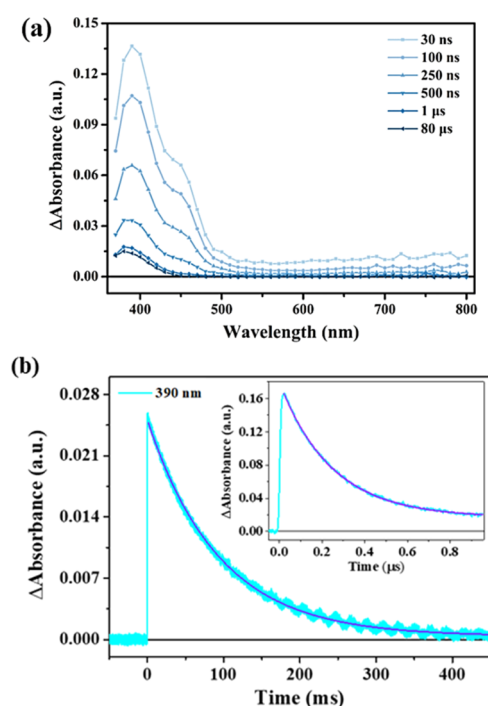 (a)
30 ns
100 ns
250 ns
500 ns
1 μs
80 μs
0.15
0.12
0.09
0.06
0.03
0.00
ΔAbsorbance (a.u.)
400
500
600
700
800
Wavelength (nm)
(b)
390 nm
0.028
0.021
0.014
0.007
0.000
ΔAbsorbance (a.u.)
0
100
200
300
400
Time (ms)
0.16
0.12
0.08
0.04
0.00
ΔAbsorbance (a.u.)
0.0
0.2
0.4
0.6
0.8
Time (μs)